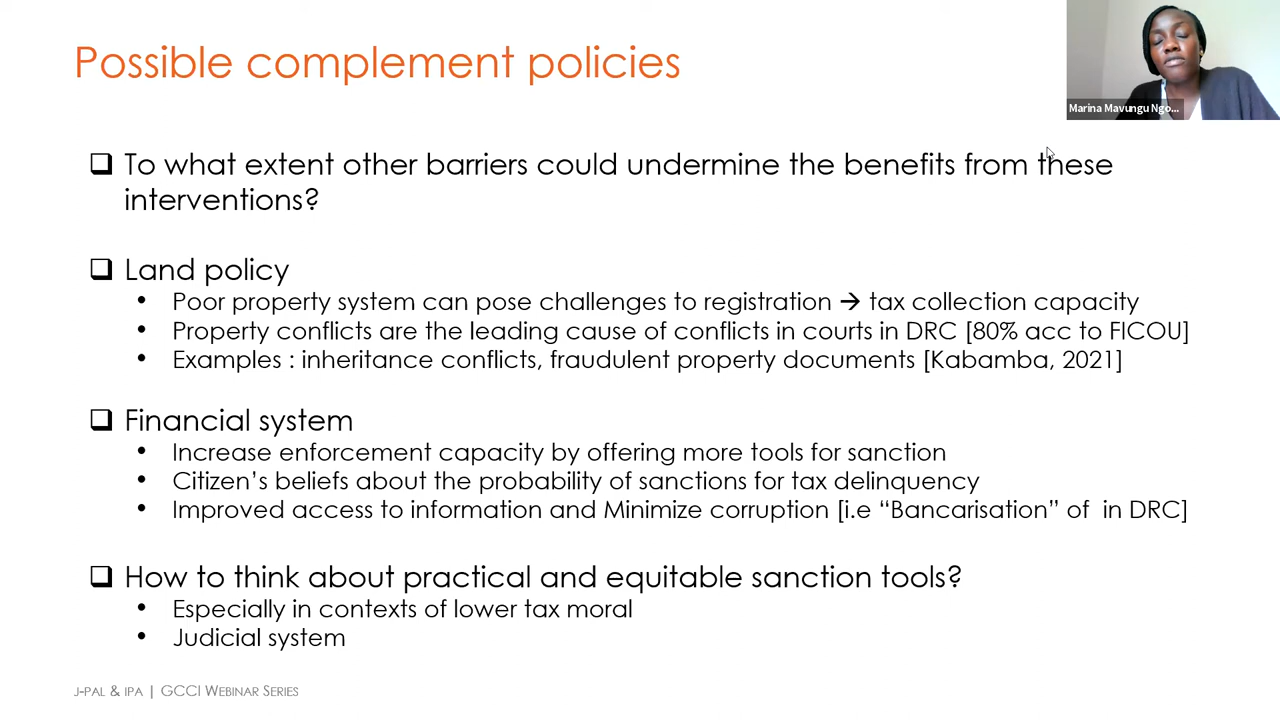 Possible complement policies
Marina Mavungu Ngo...
❑ To what extent other barriers could undermine the benefits from these
interventions?
❑ Land policy
• Poor property system can pose challenges to registration → tax collection capacity
• Property conflicts are the leading cause of conflicts in courts in DRC [80% acc to FICOU]
• Examples : inheritance conflicts, fraudulent property documents [Kabamba, 2021]
❑ Financial system
• Increase enforcement capacity by offering more tools for sanction
• Citizen’s beliefs about the probability of sanctions for tax delinquency
• Improved access to information and Minimize corruption [i.e “Bancarisation” of  in DRC]
❑ How to think about practical and equitable sanction tools?
• Especially in contexts of lower tax moral
• Judicial system
J-PAL & IPA | GCCI WEBINAR SERIES